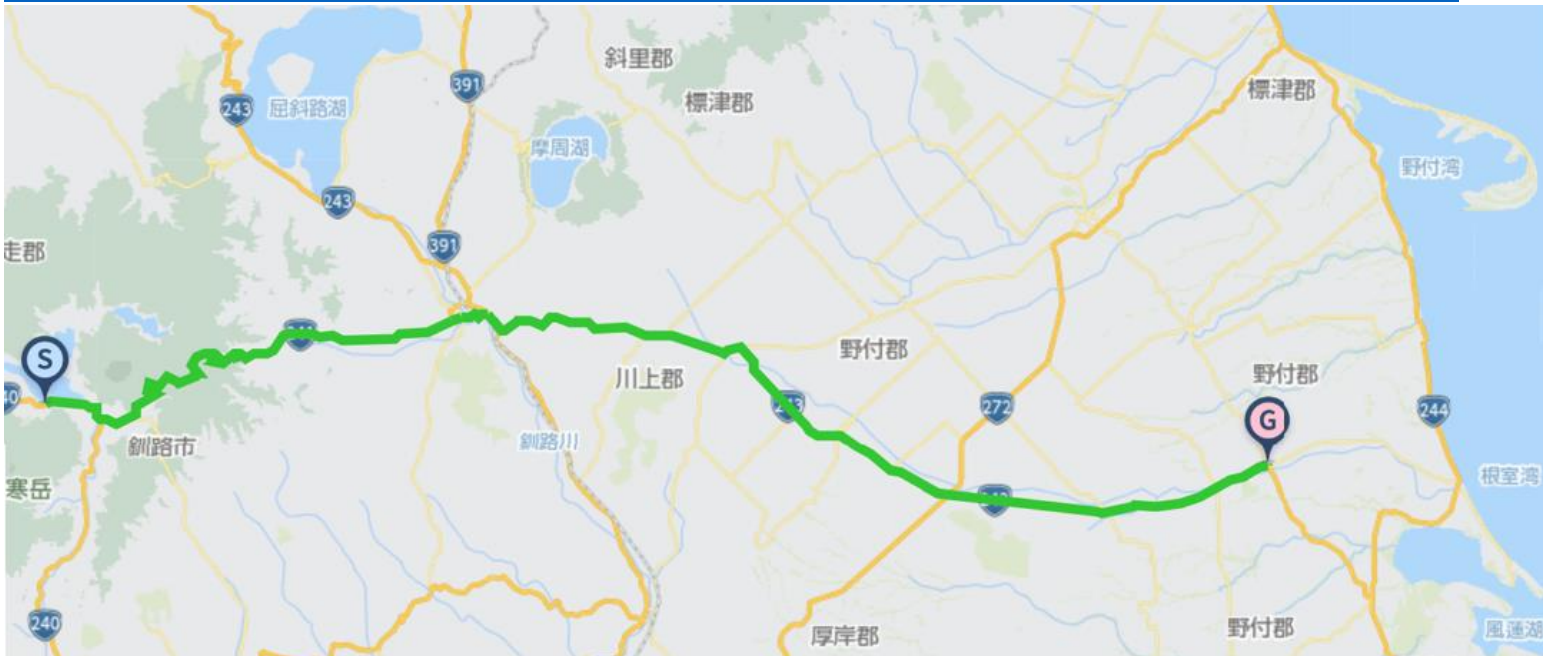 斜里郡
391
標津郡
標津郡
243
屈斜路湖
摩周湖
野付湾
243
391
走郡
S
野付郡
川上郡
野付郡
40
243
272
G
244
釧路市
釧路川
寒岳
根室湾
240
厚岸郡
野付郡
風蓮湖